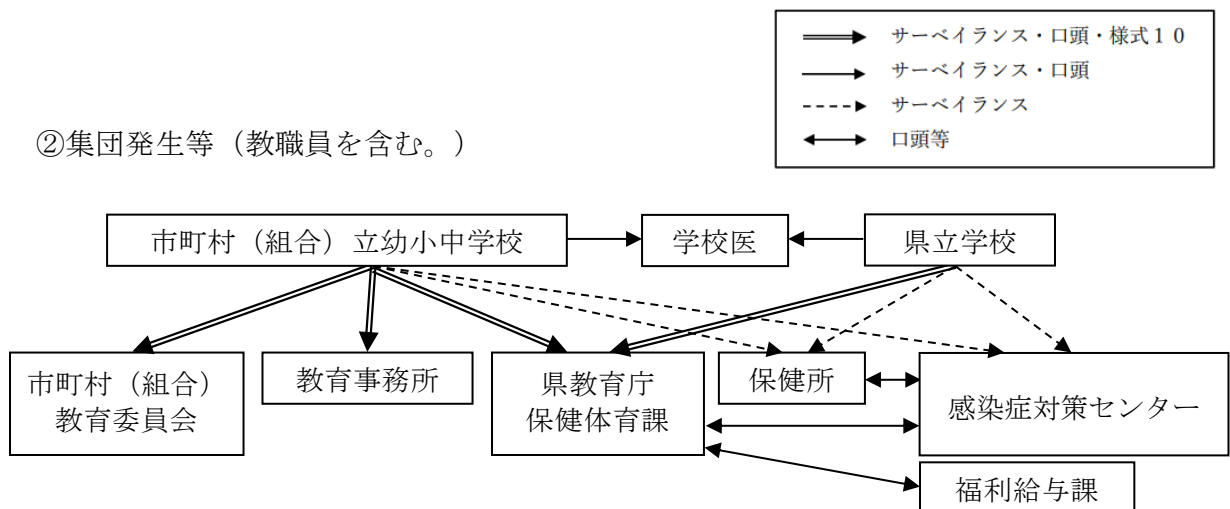 サーベイランス・口頭・様式１０
サーベイランス・口頭
サーベイランス
口頭等
②集団発生等（教職員を含む。）
市町村（組合）立幼小中学校
学校医
県立学校
市町村（組合）
教育委員会
教育事務所
県教育庁
保健体育課
保健所
感染症対策センター
福利給与課